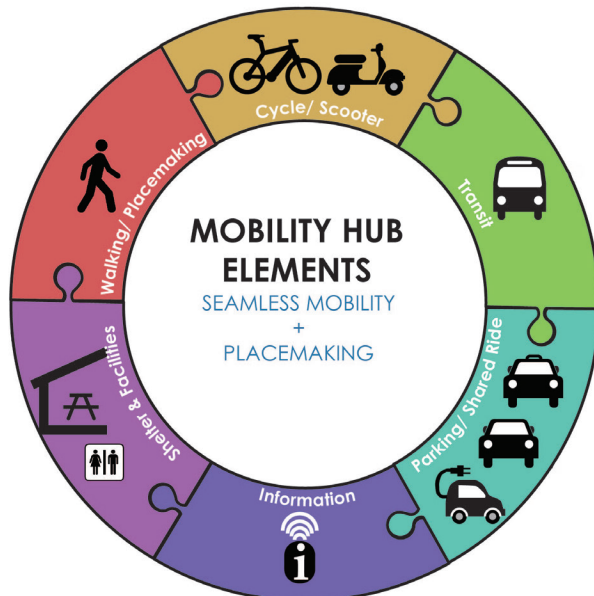 MOBILITY HUB
ELEMENTS
SEAMLESS MOBILITY
+
PLACEMAKING
Cycle/ Scooter
Transit
Parking/ Shared Ride
Information
i
Shelter & Facilities
Walking/ Placemaking